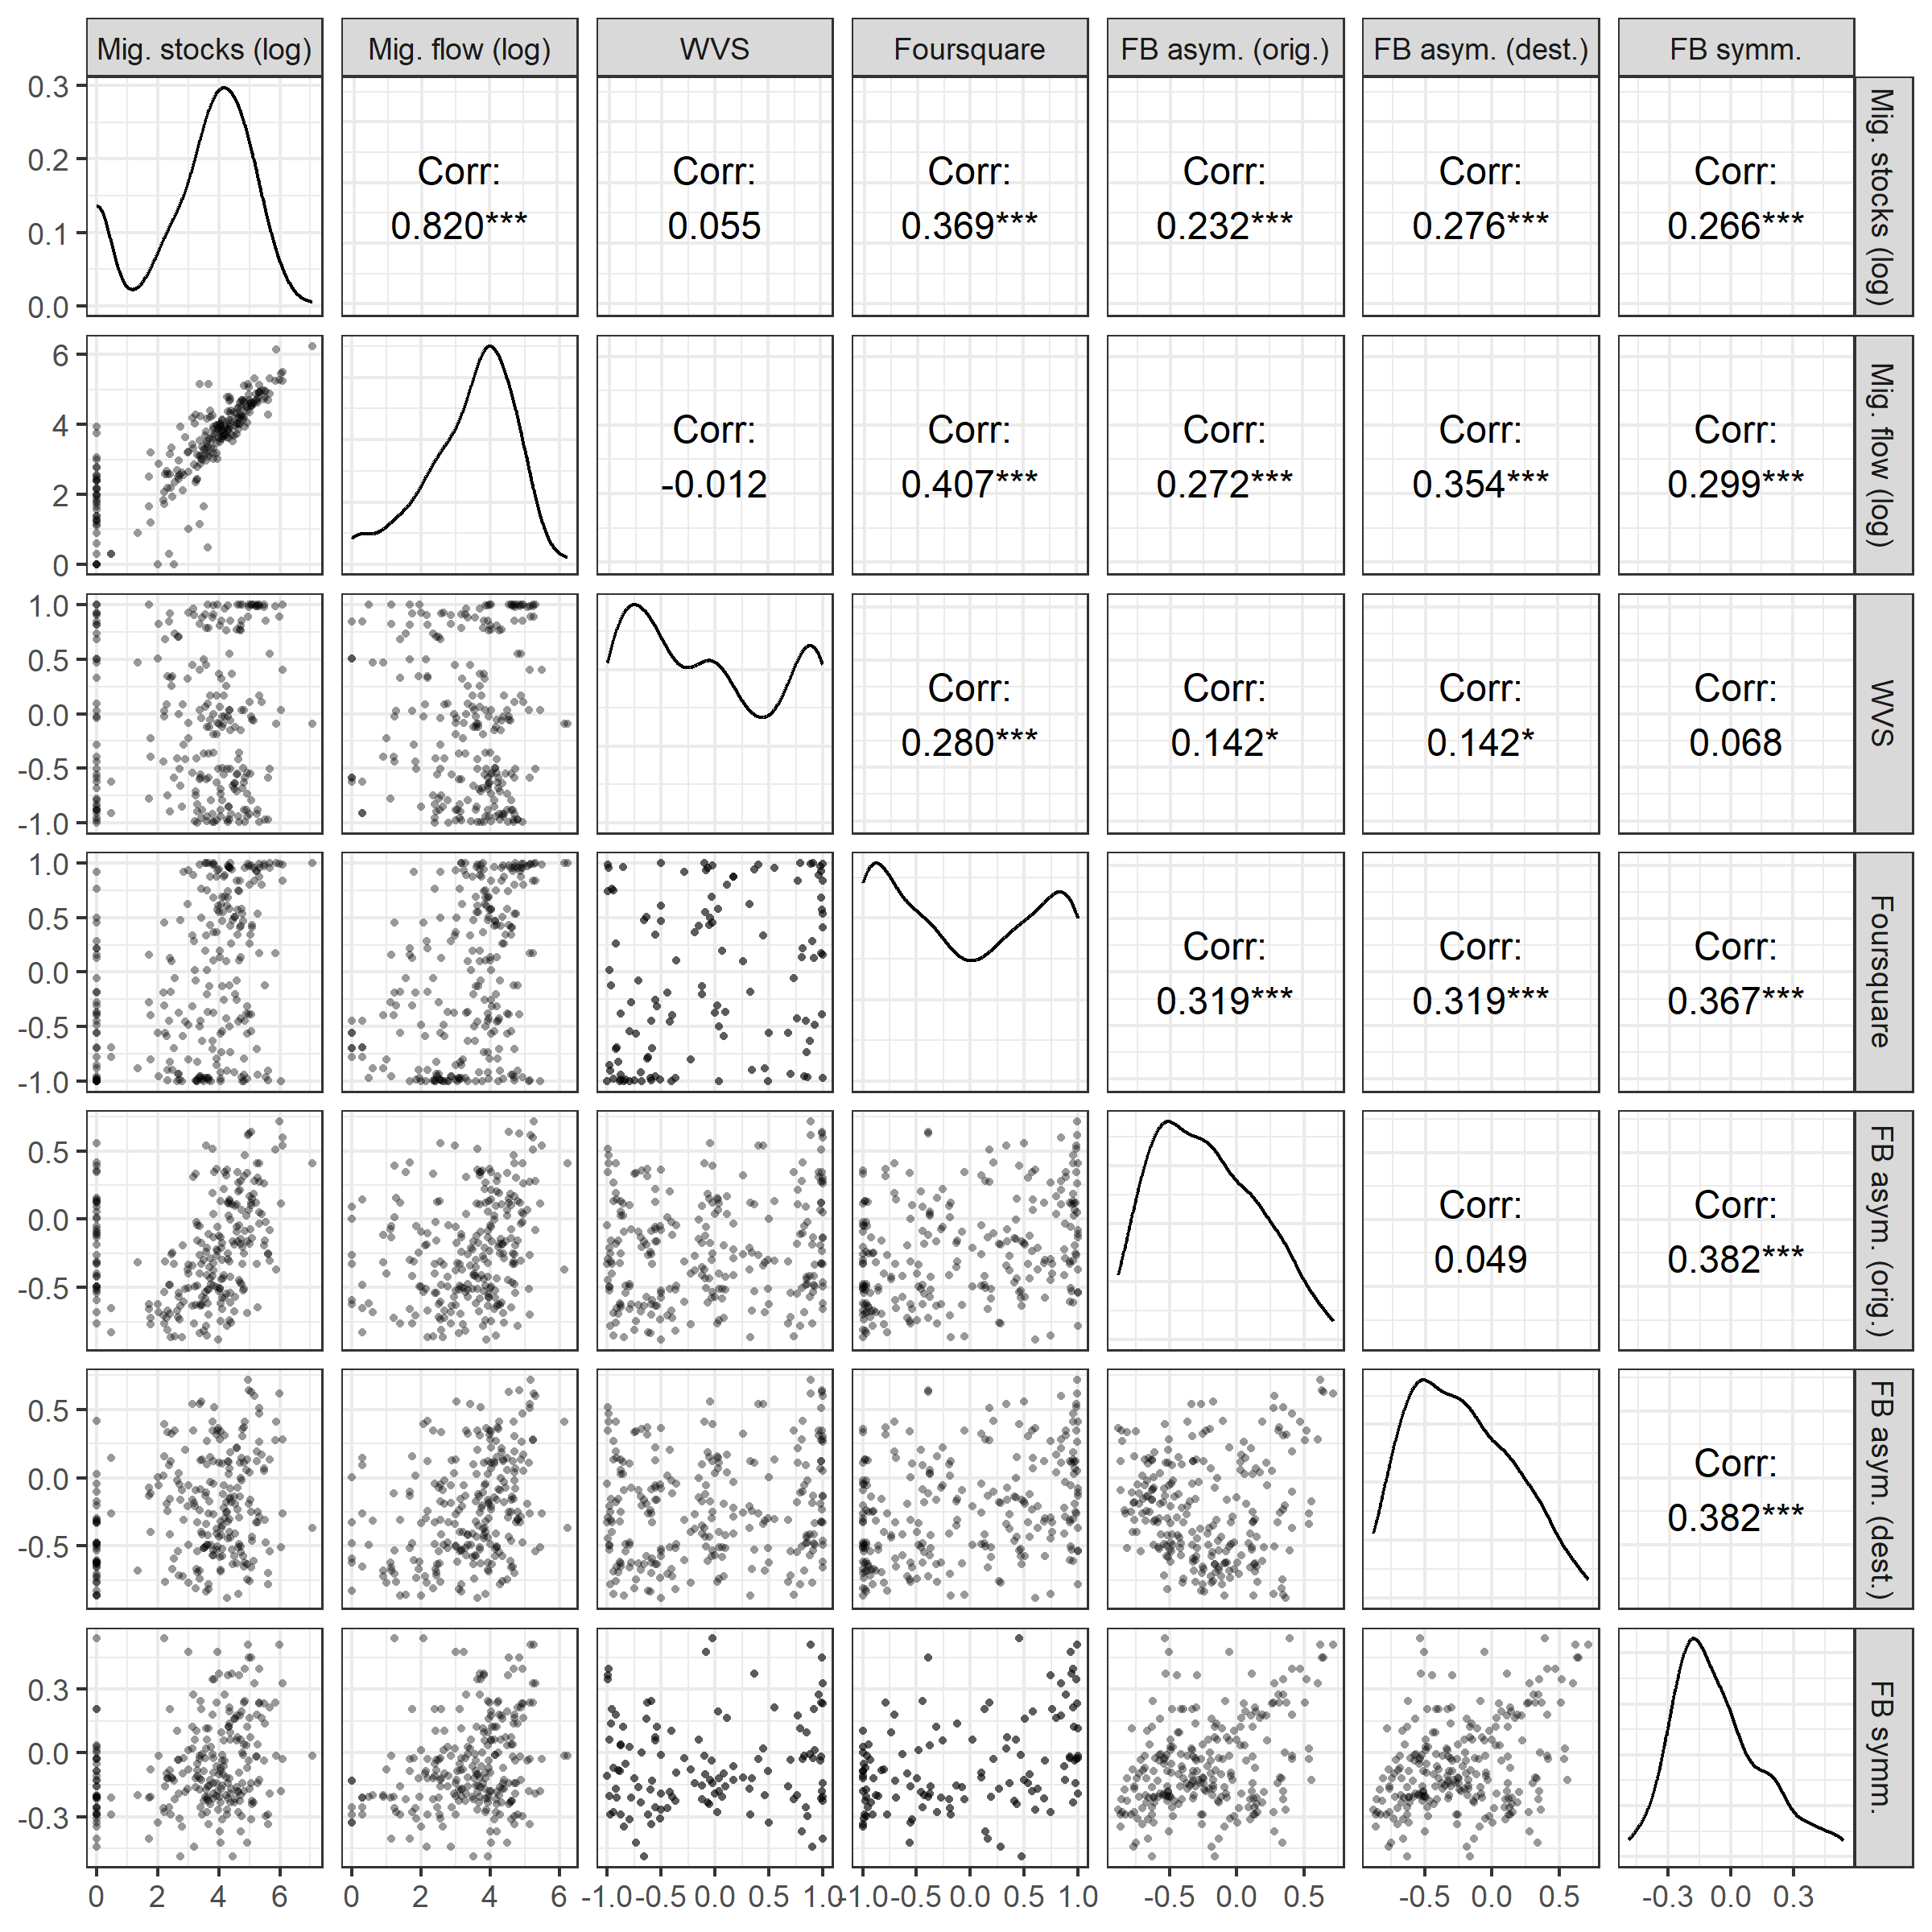 Mig. stocks (log) Mig. flow (log) WVS Foursquare FB asym. (orig.) FB asym. (dest.) FB symm.
0.3
0.2
0.1
0.0
Corr: Corr: Corr: Corr: Corr: Corr:
0.820*** 0.055 0.369*** 0.232*** 0.276*** 0.266***
Mig. stocks (log)
6
4
2
0
Corr: Corr: Corr: Corr: Corr:
-0.012 0.407*** 0.272*** 0.354*** 0.299***
Mig. flow (log)
1.0
0.5
0.0
-0.5
-1.0
Corr: Corr: Corr: Corr:
0.280*** 0.142* 0.142* 0.068
WVS
1.0
0.5
0.0
-0.5
-1.0
Corr: Corr: Corr:
0.319*** 0.319*** 0.367***
Foursquare
0.5
0.0
-0.5
Corr: Corr:
0.049 0.382***
FB asym. (orig.)
0.5
0.0
-0.5
Corr:
0.382***
FB asym. (dest.)
0.3
0.0
-0.3
FB symm.
0 2 4 6 0 2 4 6 -1.0 -0.5 0.0 0.5 1.0 -1.0 -0.5 0.0 0.5 1.0 -0.5 0.0 0.5 -0.5 0.0 0.5 -0.3 0.0 0.3